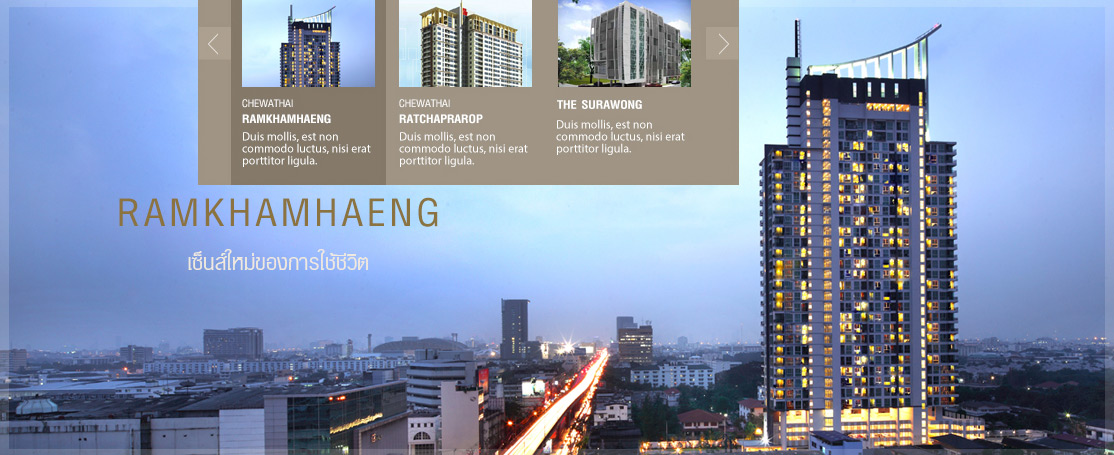 CHEWATHAI
RAMKHAMHAENG
Duis mollis, est non
commodo luctus, nisi erat
porttitor ligula.
CHEWATHAI
RATCHAPRAROP
Duis mollis, est non
commodo luctus, nisi erat
porttitor ligula.
THE SURAWONG
Duis mollis, est non
commodo luctus, nisi erat
porttitor ligula.
RAMKHAMHAENG
เซ็นส์ใหม่ของการใช้ชีวิต